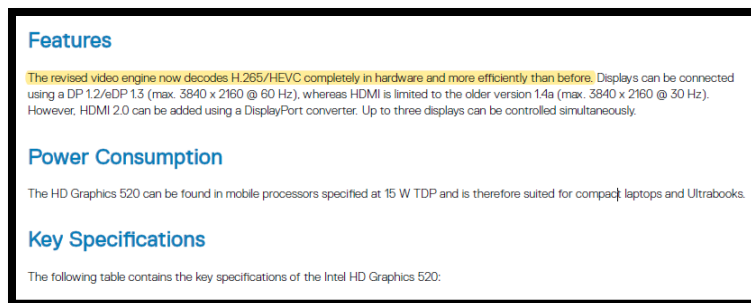 Features
The revised video engine now decodes H.265/HEVC completely in hardware and more efficiently than before. Displays can be connected
using a DP 1.2/eDP 1.3 (max. 3840 x 2160 @ 60 Hz), whereas HDMI is limited to the older version 1.4a (max. 3840 x 2160 @ 30 Hz).
However, HDMI 2.0 can be added using a DisplayPort converter. Up to three displays can be controlled simultaneously.
Power Consumption
The HD Graphics 520 can be found in mobile processors specified at 15 W TDP and is therefore suited for compact laptops and Ultrabooks.
Key Specifications
The following table contains the key specifications of the Intel HD Graphics 520: